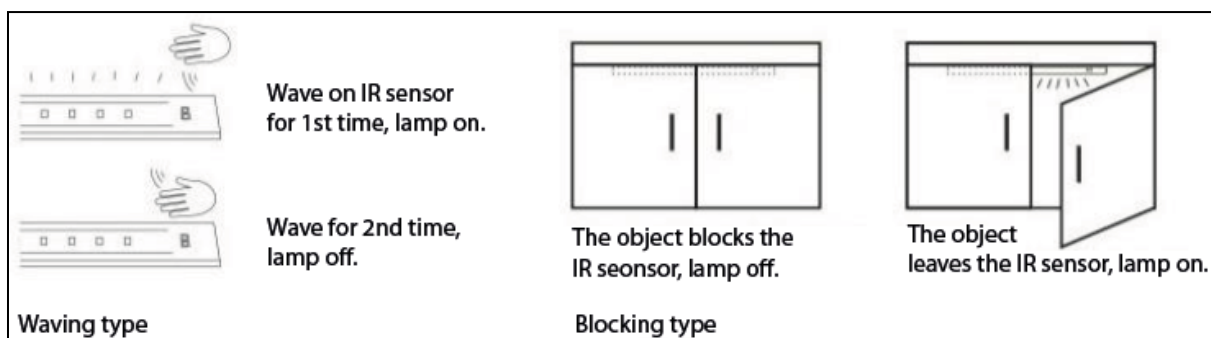 Wave on IR sensor
for 1st time, lamp on.
Wave for 2nd time,
lamp off.
Waving type
The object blocks the
IR seonsor, lamp off.
The object
leaves the IR sensor, lamp on.
Blocking type